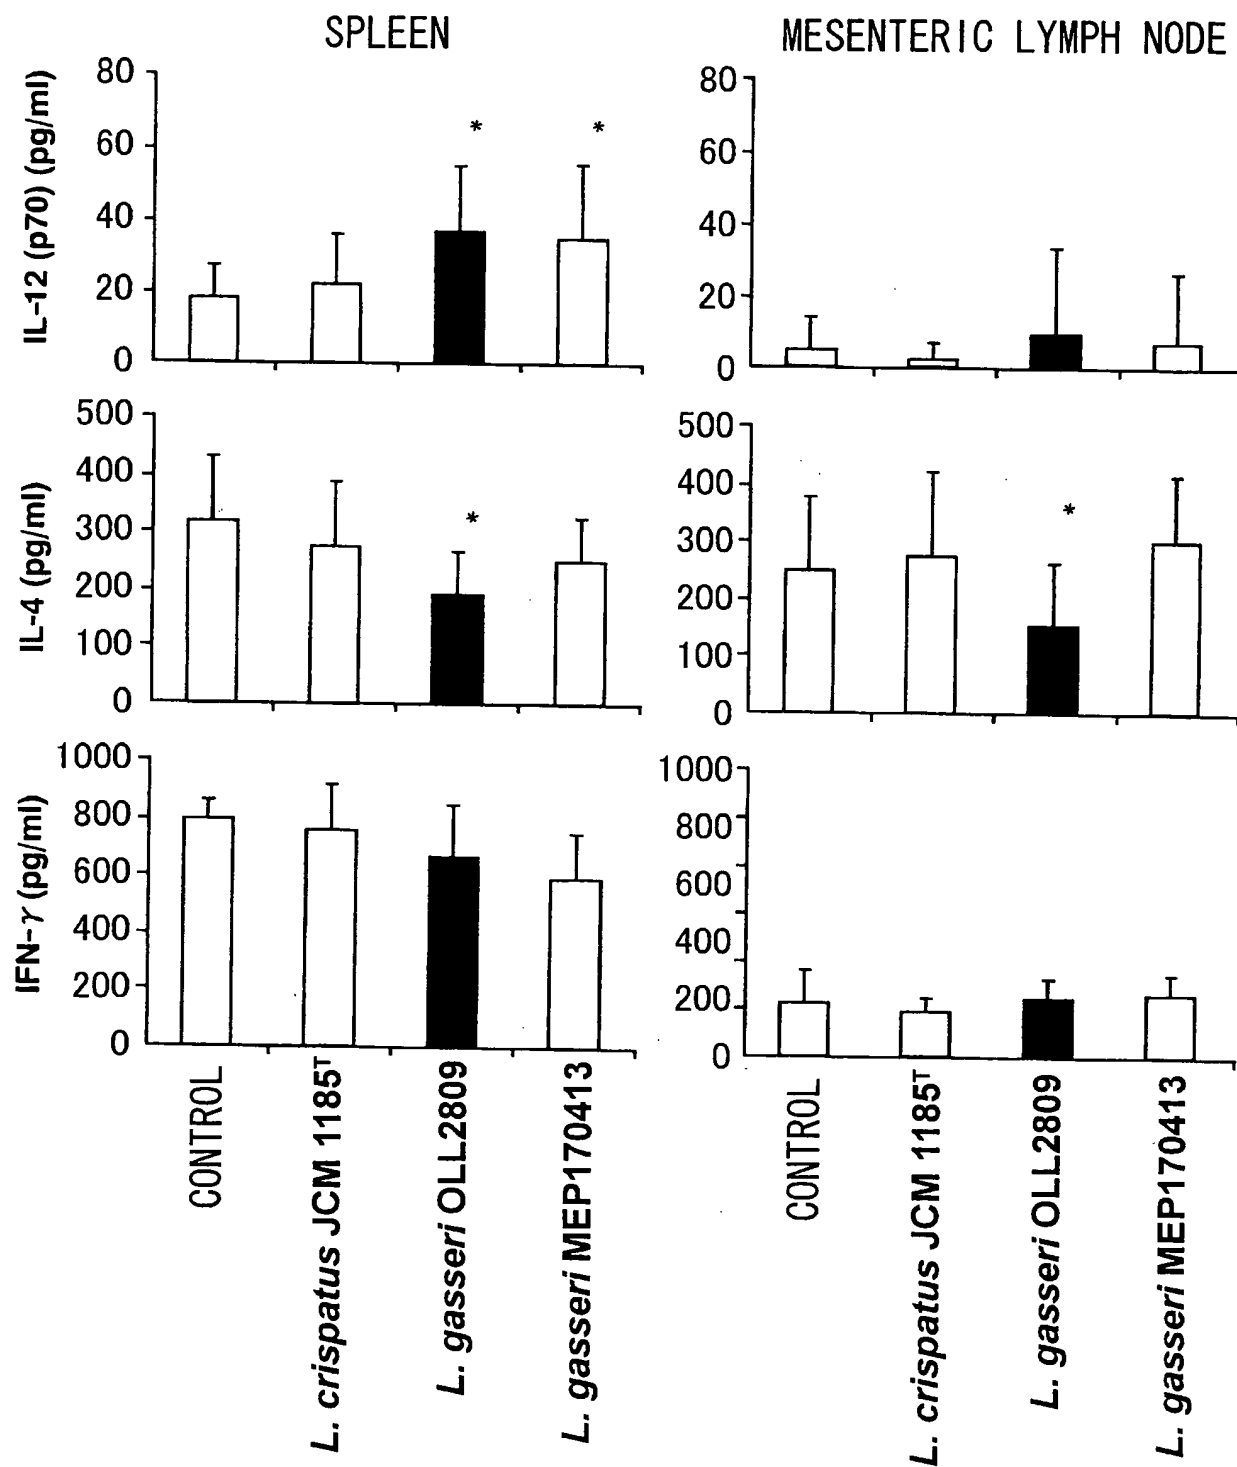 SPLEEN
MESENTERIC LYMPH NODE
IL-12 (p70) (pg/ml)
80
60
40
20
0
* *
80
60
40
20
0
IL-4 (pg/ml)
500
400
300
200
100
0
*
500
400
300
200
100
0
*
IFN-γ (pg/ml)
1000
800
600
400
200
0
1000
800
600
400
200
0
CONTROL
L. crispatus JCM 1185ᵀ
L. gasseri OLL2809
L. gasseri MEP170413
CONTROL
L. crispatus JCM 1185ᵀ
L. gasseri OLL2809
L. gasseri MEP170413